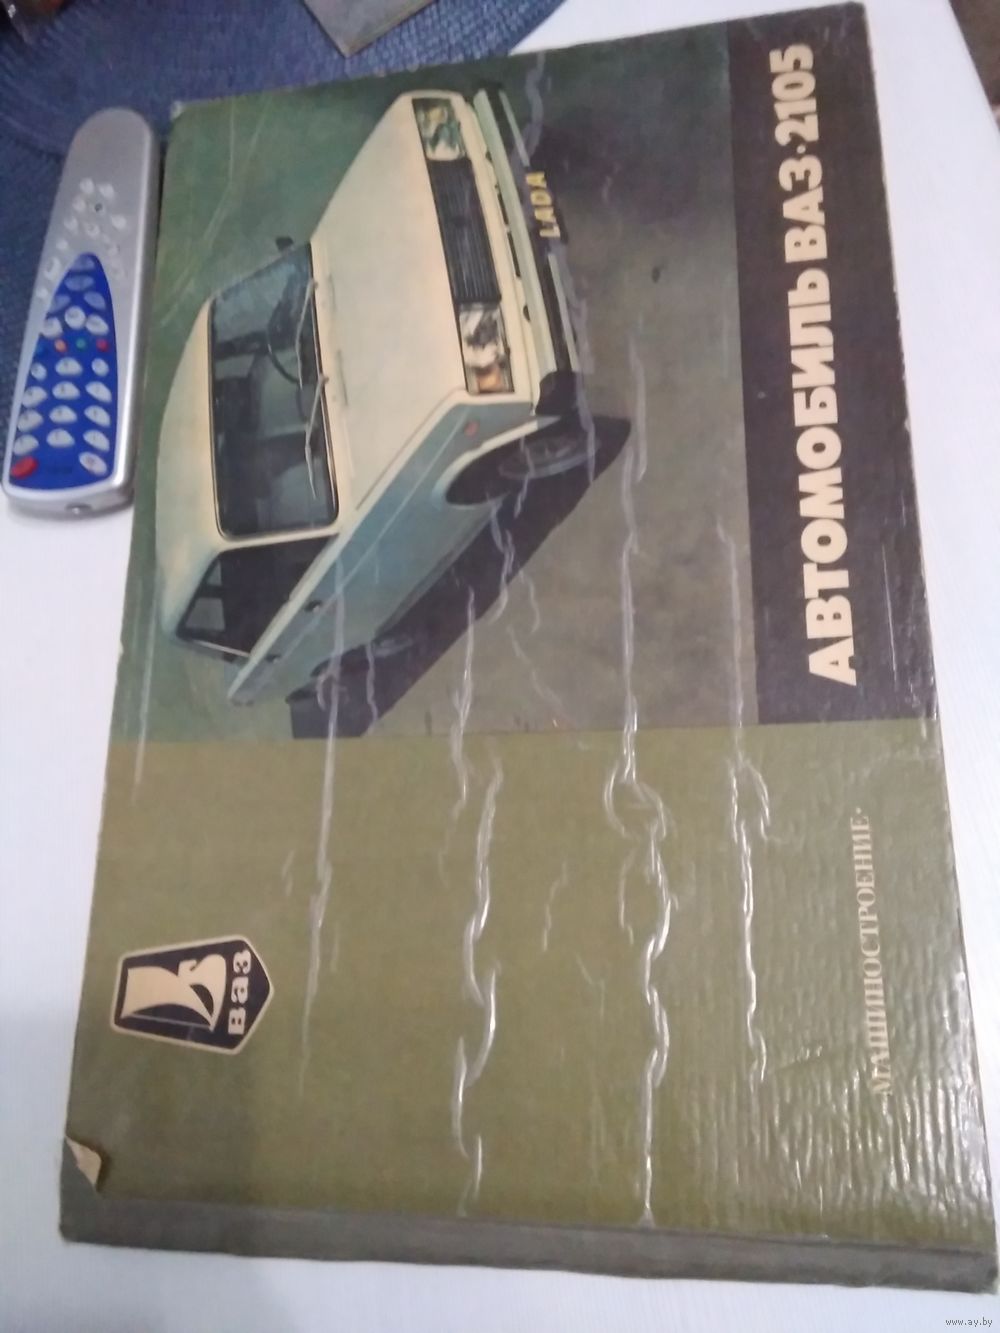 ваз
LADA
АВТОМОБИЛЬ ВАЗ·2105
«МАШИНОСТРОЕНИЕ»
www.ay.by